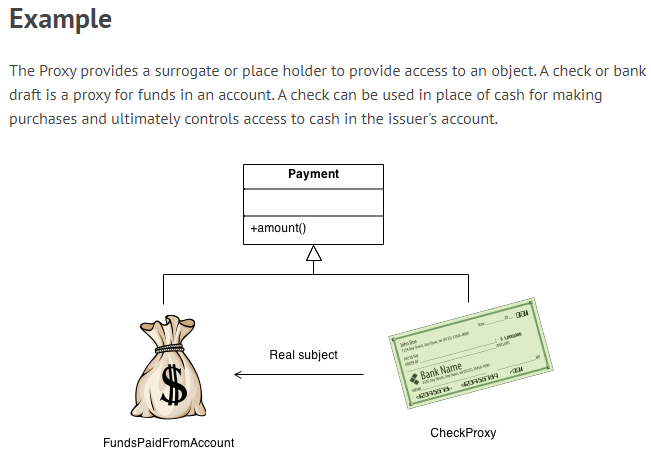 Example
The Proxy provides a surrogate or place holder to provide access to an object. A check or bank
draft is a proxy for funds in an account. A check can be used in place of cash for making
purchases and ultimately controls access to cash in the issuer's account.
Payment
+amount()
Real subject
$
John Doe
Bank Name
FundsPaidFromAccount
CheckProxy